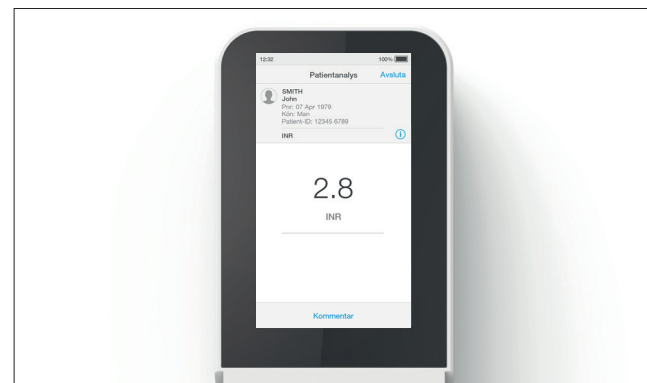 12:32 100%
Patientanalys Avsluta
SMITH
John
Pnr: 07 Apr 1979
Kön: Man
Patient-ID: 12345 6789
INR
2.8
INR
Kommentar